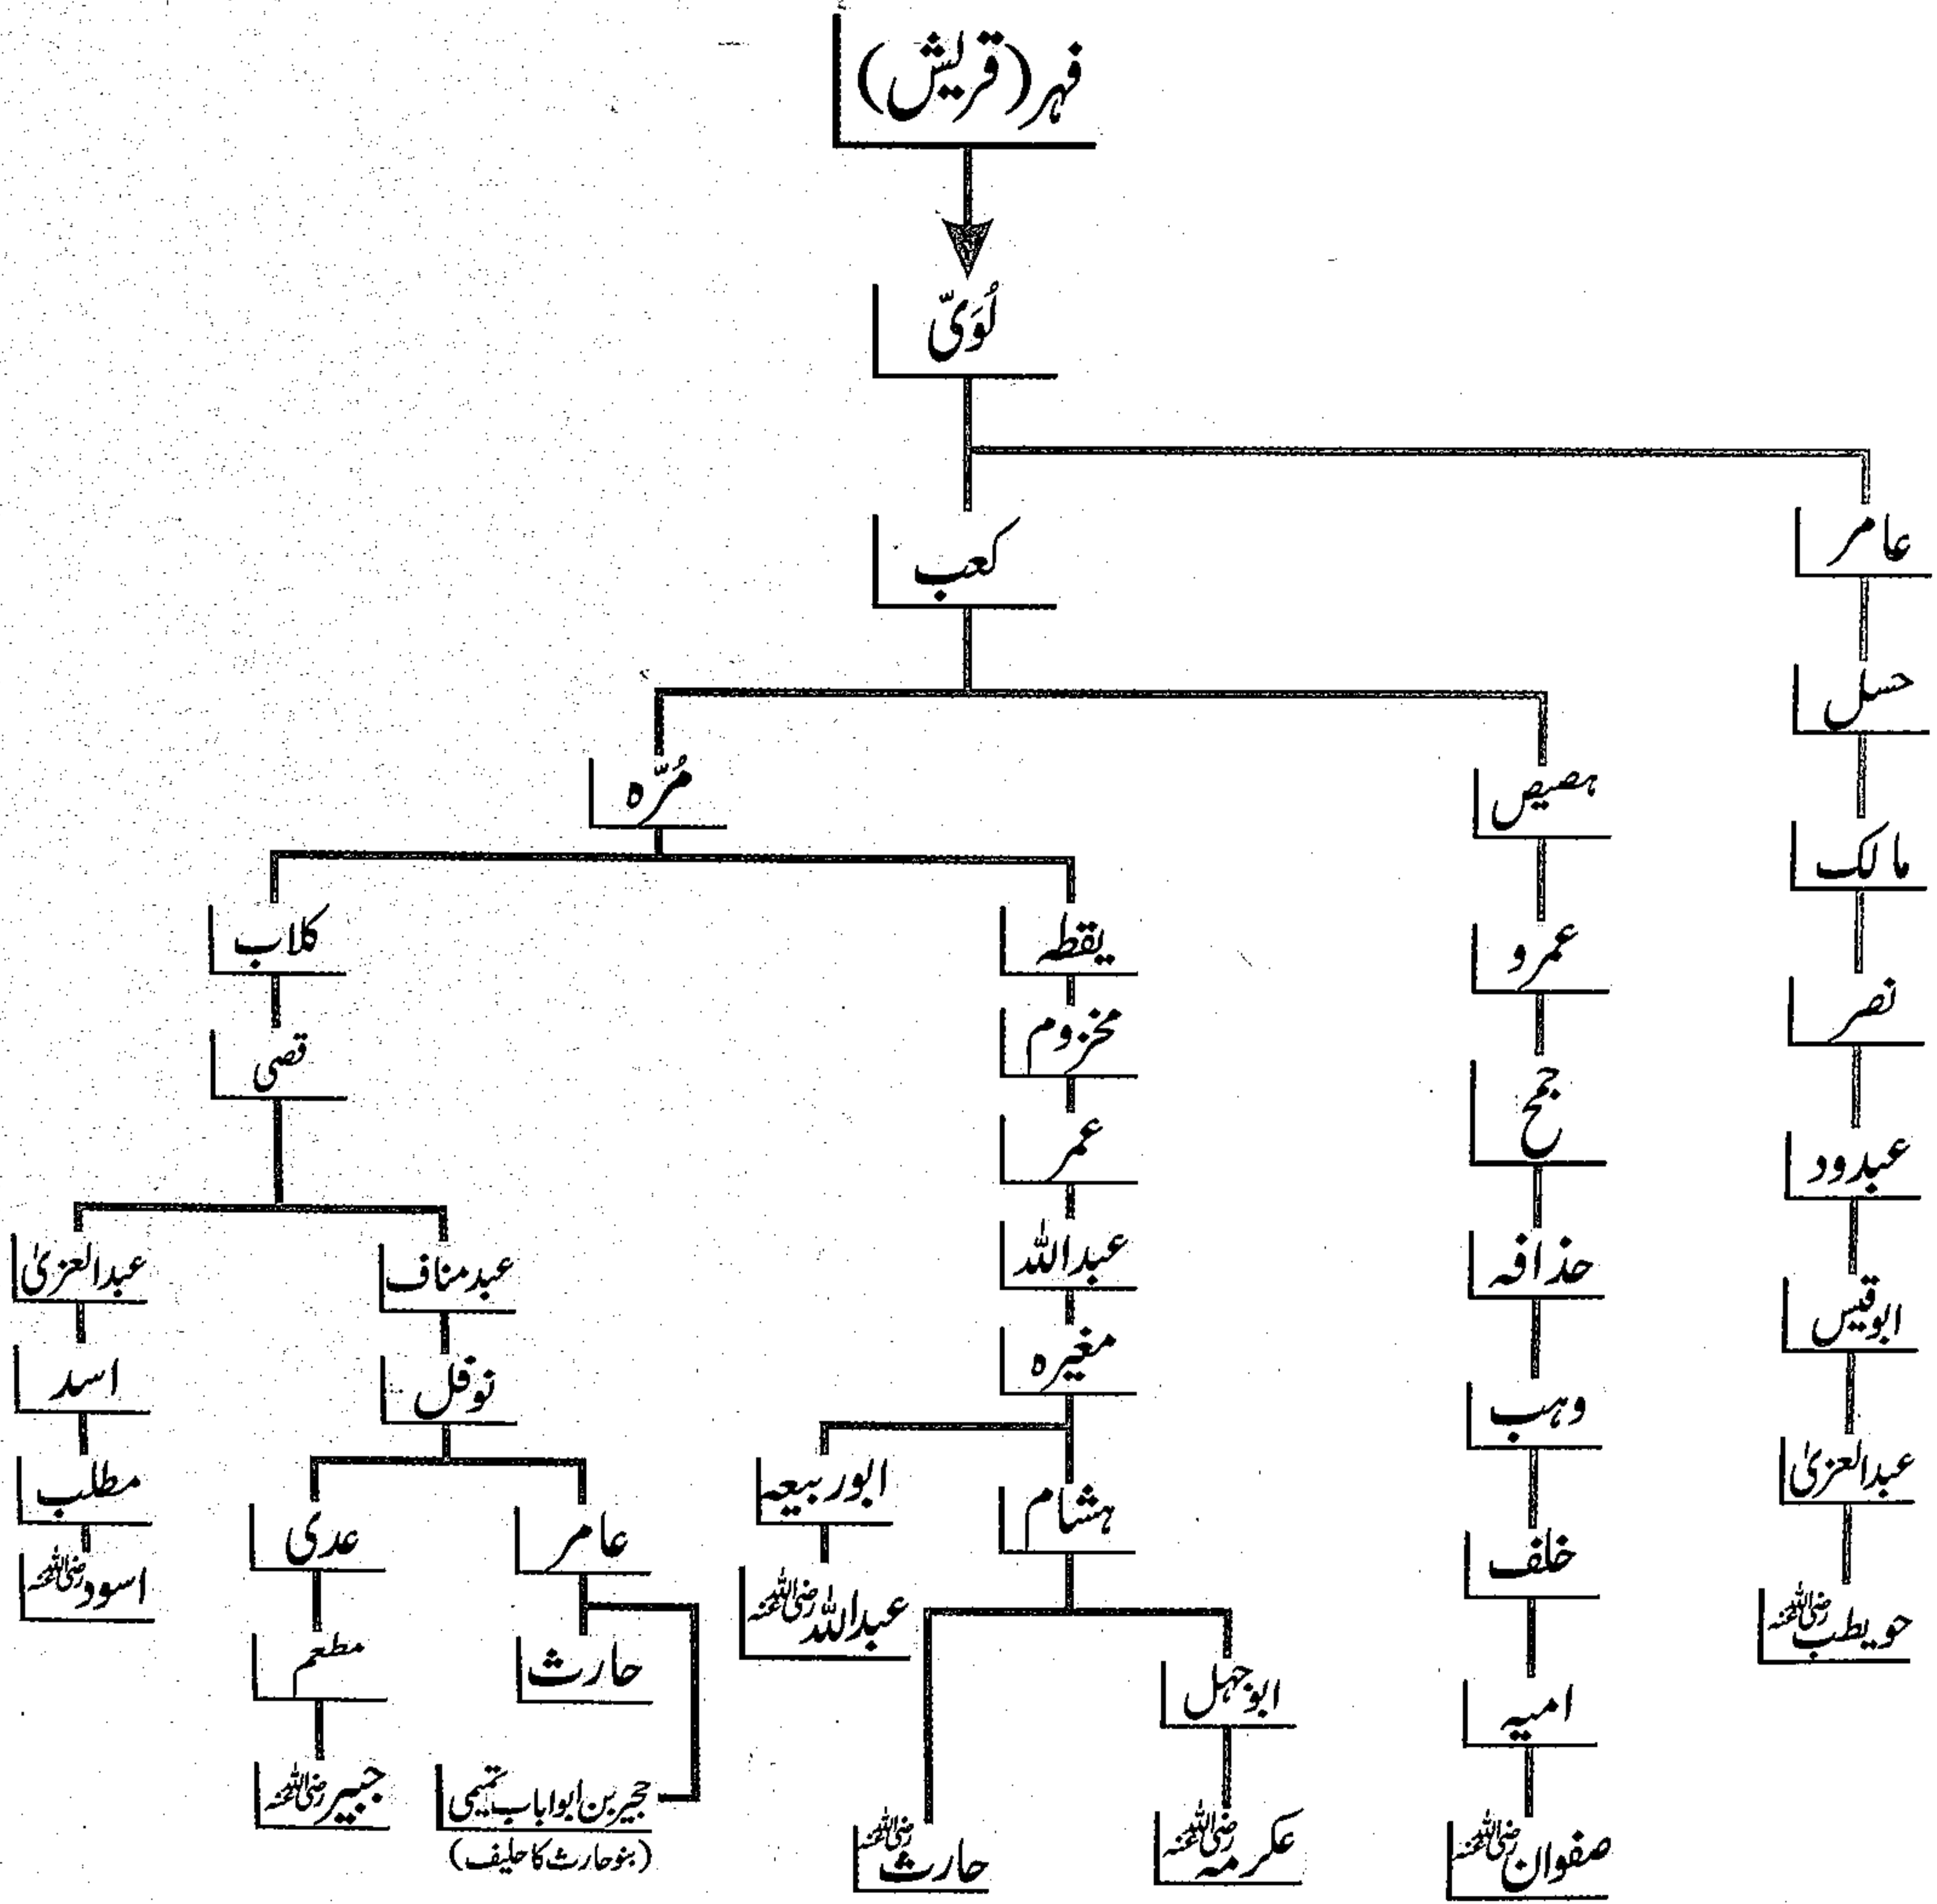 فہر (قریش)
لُوَیّ
کعب
عامر
حسل
مالک
نصر
عبدود
ابوقیس
عبدالعزیٰ
حویطب رضی اللہ عنہ
ہصیص
عمرو
جمح
حذافہ
وہب
خلف
امیہ
صفوان رضی اللہ عنہ
مُرّہ
یقطہ
مخزوم
عمر
عبداللہ
مغیرہ
ہشام
ابوجہل
عکرمہ رضی اللہ عنہ
حارث رضی اللہ عنہ
ابوربیعہ
عبداللہ رضی اللہ عنہ
کلاب
قصی
عبدمناف
نوفل
عامر
حارث
حجیر بن ابواہاب تمیمی
(بنو حارث کا حلیف)
عدی
مطعم
جبیر رضی اللہ عنہ
عبدالعزیٰ
اسد
مطلب
اسود رضی اللہ عنہ